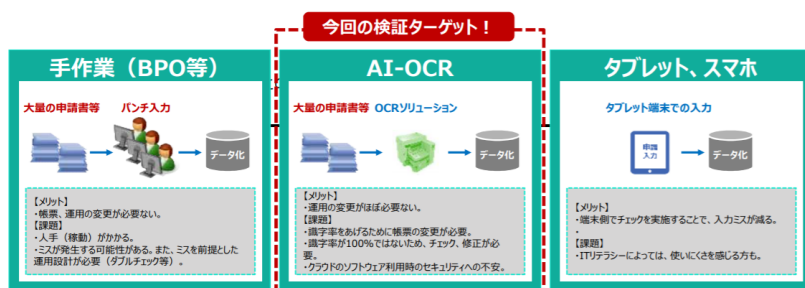 今回の検証ターゲット！
手作業（BPO等）
大量の申請書等 パンチ入力
データ化
【メリット】
・帳票、運用の変更が必要ない。
【課題】
・人手（稼動）がかかる。
・ミスが発生する可能性がある。また、ミスを前提とした
運用設計が必要（ダブルチェック等）。
AI-OCR
大量の申請書等 OCRソリューション
データ化
【メリット】
・運用の変更がほぼ必要ない。
【課題】
・識字率をあげるために帳票の変更が必要。
・識字率が100%ではないため、チェック、修正が必
要。
・クラウドのソフトウェア利用時のセキュリティへの不安。
タブレット、スマホ
タブレット端末での入力
申請
入力
データ化
【メリット】
・端末側でチェックを実施することで、入力ミスが減る。
・
【課題】
・ITリテラシーによっては、使いにくさを感じる方も。